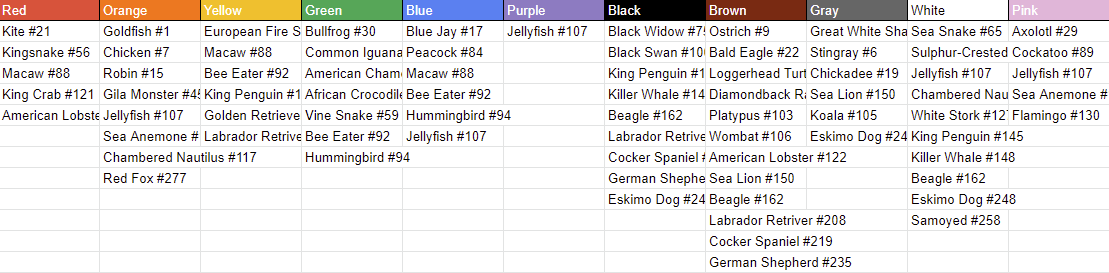 Red Orange Yellow Green Blue Purple Black Brown Gray White Pink
Kite #21 Goldfish #1 European Fire S Bullfrog #30 Blue Jay #17 Jellyfish #107 Black Widow #75 Ostrich #9 Great White Sha Sea Snake #65 Axolotl #29
Kingsnake #56 Chicken #7 Macaw #88 Common Iguana Peacock #84 Black Swan #100 Bald Eagle #22 Stingray #6 Sulphur-Crested Cockatoo #89
Macaw #88 Robin #15 Bee Eater #92 American Cham Macaw #88 King Penguin #1 Loggerhead Turt Chickadee #19 Jellyfish #107 Jellyfish #107
King Crab #121 Gila Monster #45 King Penguin #1 African Crocodile Bee Eater #92 Killer Whale #14 Diamondback Ra Sea Lion #150 Chambered Nau Sea Anemone #
American Lobste Jellyfish #107 Golden Retrieve Vine Snake #59 Hummingbird #94 Beagle #162 Platypus #103 Koala #105 White Stork #127 Flamingo #130
Sea Anemone # Labrador Retrive Bee Eater #92 Jellyfish #107 Labrador Retrive Wombat #106 Eskimo Dog #24 King Penguin #145
Chambered Nautilus #117 Hummingbird #94 Cocker Spaniel # American Lobster #122 Killer Whale #148
Red Fox #277 German Shephe Sea Lion #150 Beagle #162
Eskimo Dog #24 Beagle #162 Eskimo Dog #248
Labrador Retriver #208 Samoyed #258
Cocker Spaniel #219
German Shepherd #235